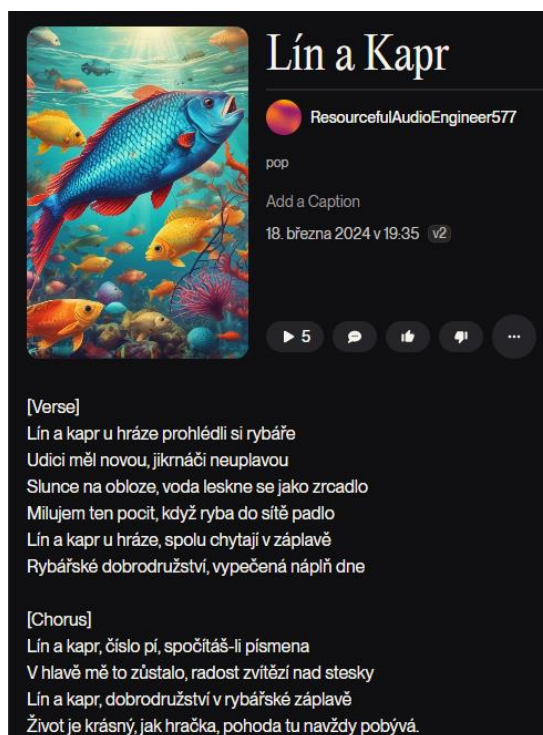 Lín a Kapr
ResourcefulAudioEngineer577
pop
Add a Caption
18. března 2024 v 19:35 v2
5
[Verse]
Lín a kapr u hráze prohlédli si rybáře
Udici měl novou, jikrnáči neuplavou
Slunce na obloze, voda leskne se jako zrcadlo
Milujem ten pocit, když ryba do sítě padlo
Lín a kapr u hráze, spolu chytají v záplavě
Rybářské dobrodružství, vypečená náplň dne
[Chorus]
Lín a kapr, číslo pí, spočítáš-li písmena
V hlavě mě to zůstalo, radost zvítězí nad stesky
Lín a kapr, dobrodružství v rybářské záplavě
Život je krásný, jak hračka, pohoda tu navždy pobývá.